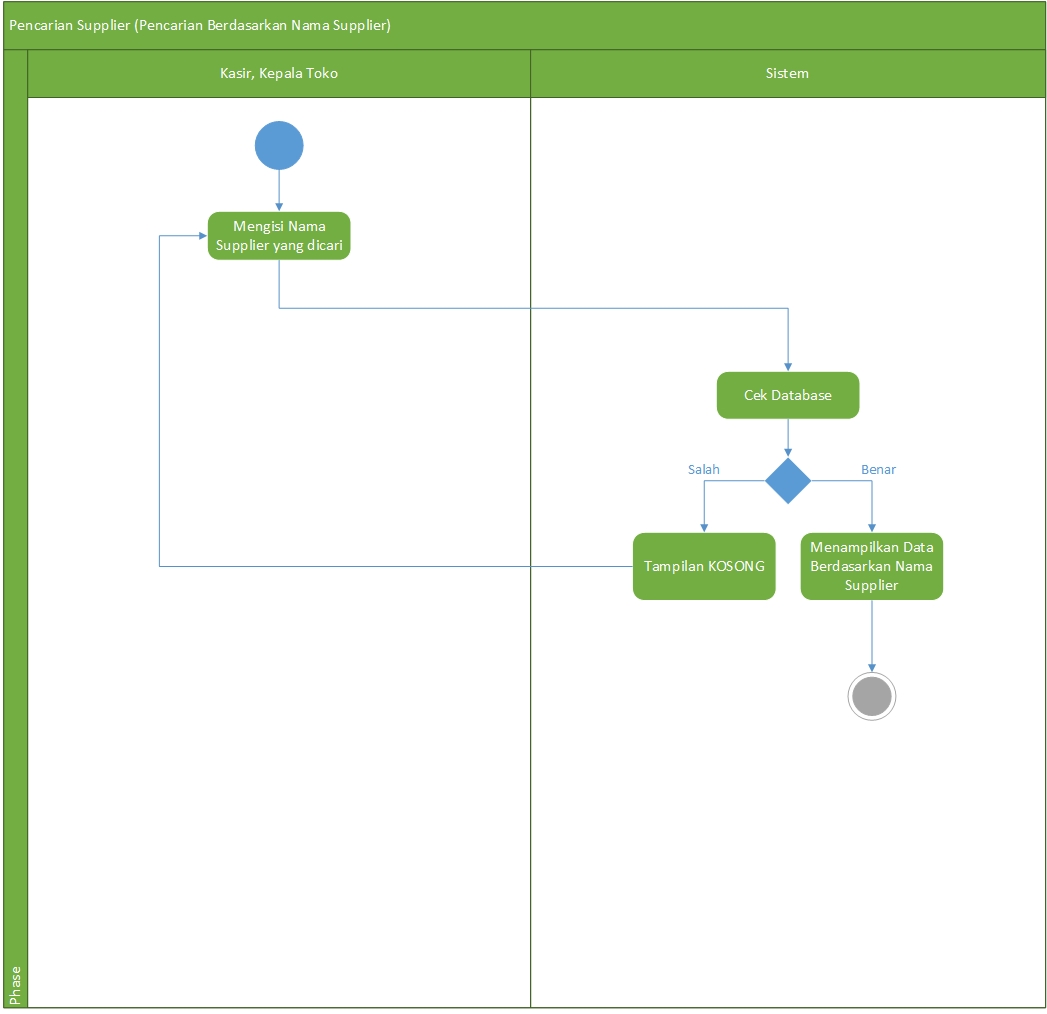 Pencarian Supplier (Pencarian Berdasarkan Nama Supplier)
Kasir, Kepala Toko
Sistem
Mengisi Nama
Supplier yang dicari
Cek Database
Salah
Benar
Tampilan KOSONG
Menampilkan Data
Berdasarkan Nama
Supplier
Phase